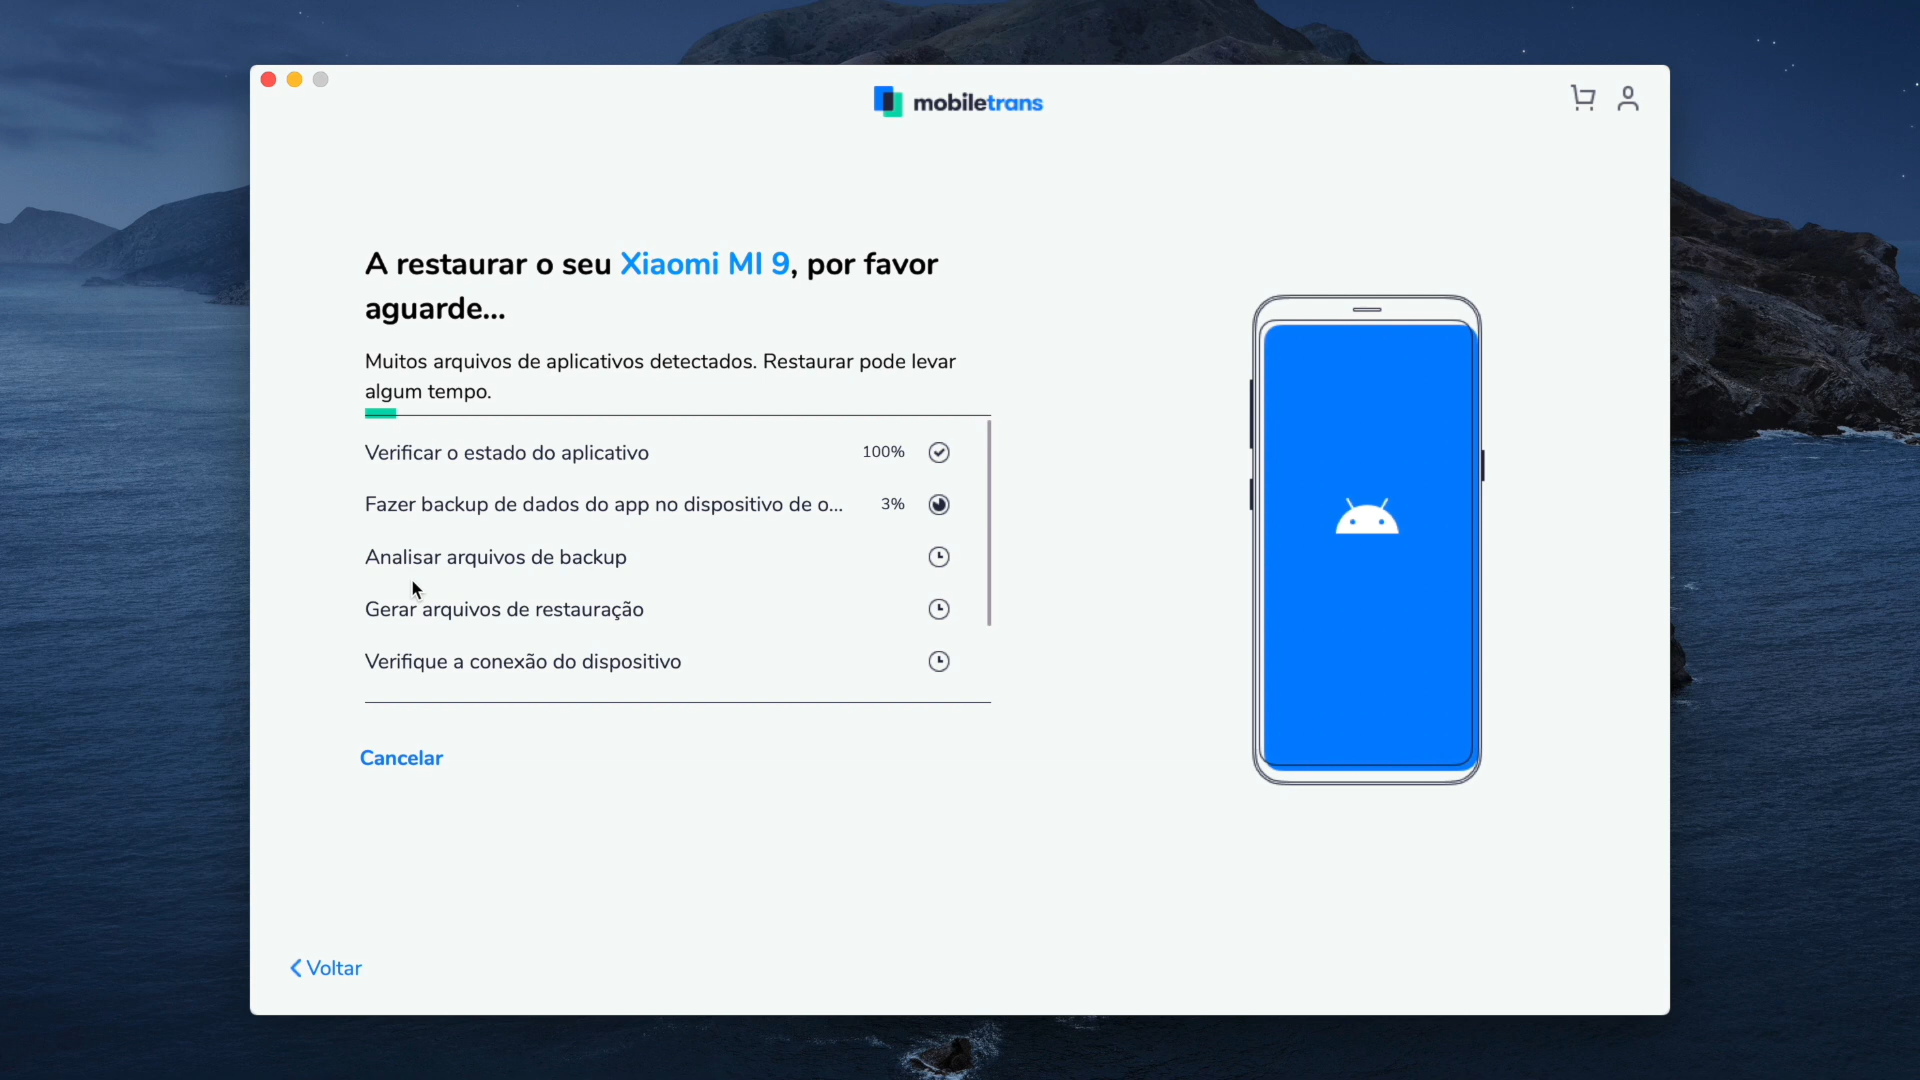 mobiletrans
A restaurar o seu Xiaomi MI 9, por favor
aguarde...
Muitos arquivos de aplicativos detectados. Restaurar pode levar
algum tempo.
Verificar o estado do aplicativo 100%
Fazer backup de dados do app no dispositivo de o... 3%
Analisar arquivos de backup
Gerar arquivos de restauração
Verifique a conexão do dispositivo
Cancelar
Voltar